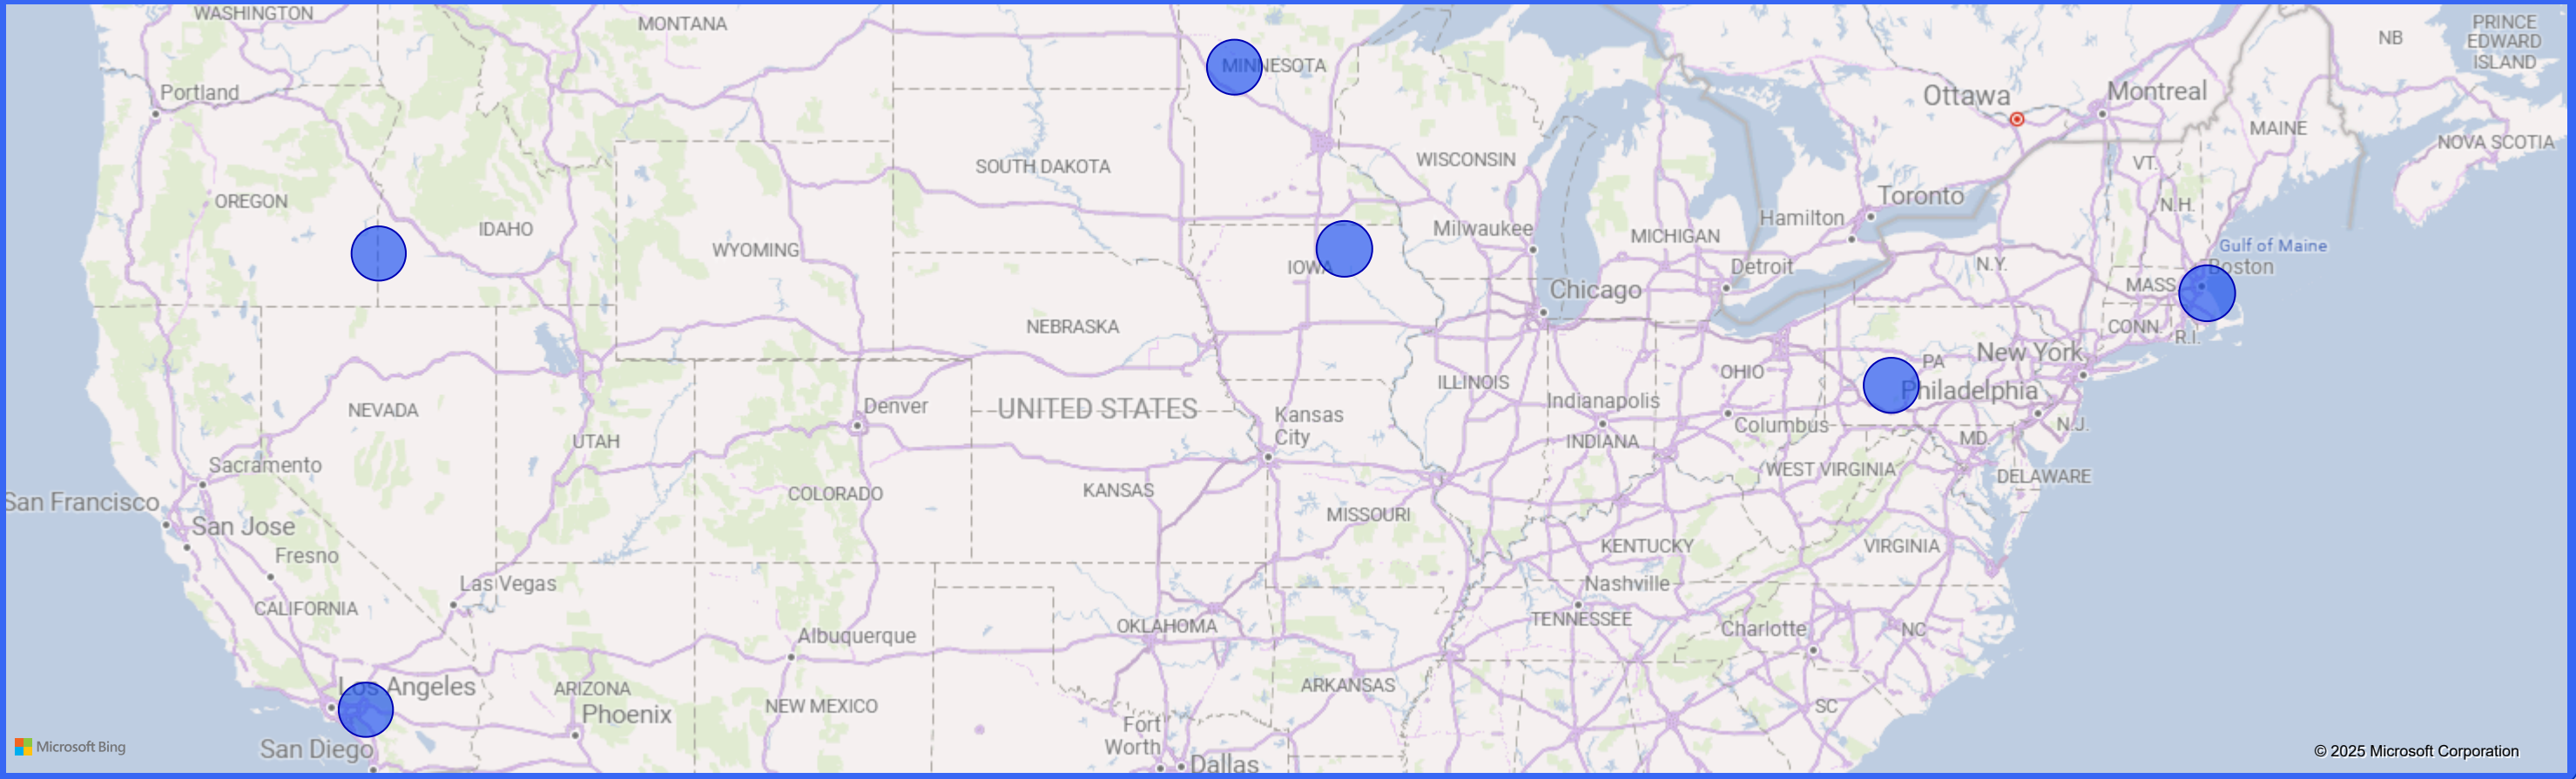 WASHINGTON
MONTANA
MINNESOTA
NB
PRINCE
EDWARD
ISLAND
Portland
Ottawa
Montreal
MAINE
NOVA SCOTIA
SOUTH DAKOTA
WISCONSIN
VT.
OREGON
IDAHO
Toronto
N.H.
Hamilton
WYOMING
Milwaukee
MICHIGAN
Gulf of Maine
IOWA
Detroit
N.Y.
Boston
Chicago
MASS
NEBRASKA
CONN.
R.I.
NEVADA
Denver
UNITED STATES
Kansas
City
ILLINOIS
Indianapolis
OHIO
PA
New York
Philadelphia
UTAH
INDIANA
Columbus
N.J.
MD.
Sacramento
San Francisco
San Jose
COLORADO
KANSAS
MISSOURI
WEST VIRGINIA
DELAWARE
Fresno
KENTUCKY
VIRGINIA
Las Vegas
Nashville
CALIFORNIA
Albuquerque
OKLAHOMA
TENNESSEE
Charlotte
NC
Los Angeles
ARIZONA
Phoenix
NEW MEXICO
ARKANSAS
SC
San Diego
Fort
Worth
Dallas
Microsoft Bing
© 2025 Microsoft Corporation